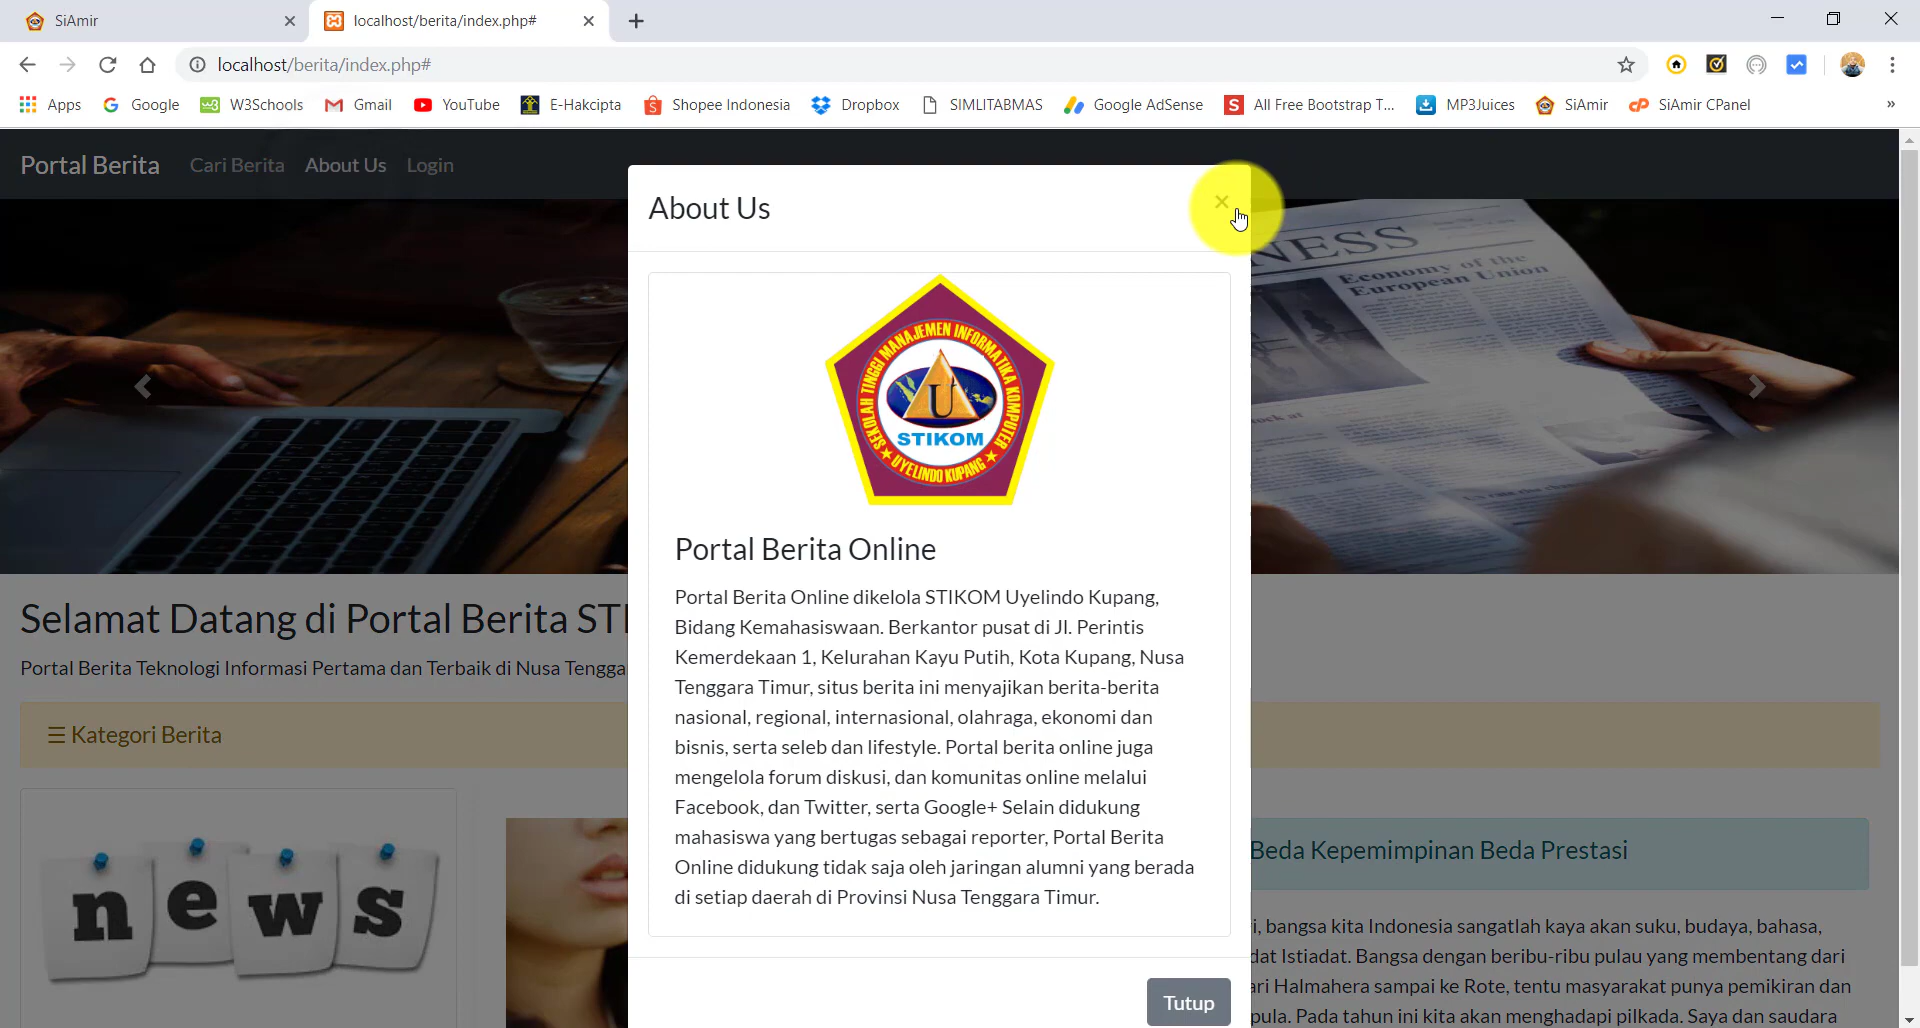 SiAmir
localhost/berita/index.php#
localhost/berita/index.php#
Apps Google W3Schools Gmail YouTube E-Hakcipta Shopee Indonesia Dropbox SIMLITABMAS Google AdSense All Free Bootstrap T... MP3Juices SiAmir SiAmir CPanel »
Portal Berita Cari Berita About Us Login
About Us
×
NESS
Economy of the
European Union
SEKOLAH TINGGI MANAJEMEN INFORMATIKA KOMPUTER
U
STIKOM
UYELINDO KUPANG
Portal Berita Online
Portal Berita Online dikelola STIKOM Uyelindo Kupang,
Bidang Kemahasiswaan. Berkantor pusat di Jl. Perintis
Kemerdekaan 1, Kelurahan Kayu Putih, Kota Kupang, Nusa
Tenggara Timur, situs berita ini menyajikan berita-berita
nasional, regional, internasional, olahraga, ekonomi dan
bisnis, serta seleb dan lifestyle. Portal berita online juga
mengelola forum diskusi, dan komunitas online melalui
Facebook, dan Twitter, serta Google+ Selain didukung
mahasiswa yang bertugas sebagai reporter, Portal Berita
Online didukung tidak saja oleh jaringan alumni yang berada
di setiap daerah di Provinsi Nusa Tenggara Timur.
Tutup
Selamat Datang di Portal Berita STI
Portal Berita Teknologi Informasi Pertama dan Terbaik di Nusa Tengga
☰ Kategori Berita
news
Beda Kepemimpinan Beda Prestasi
i, bangsa kita Indonesia sangatlah kaya akan suku, budaya, bahasa,
dat Istiadat. Bangsa dengan beribu-ribu pulau yang membentang dari
ari Halmahera sampai ke Rote, tentu masyarakat punya pemikiran dan
pula. Pada tahun ini kita akan menghadapi pilkada. Saya dan saudara